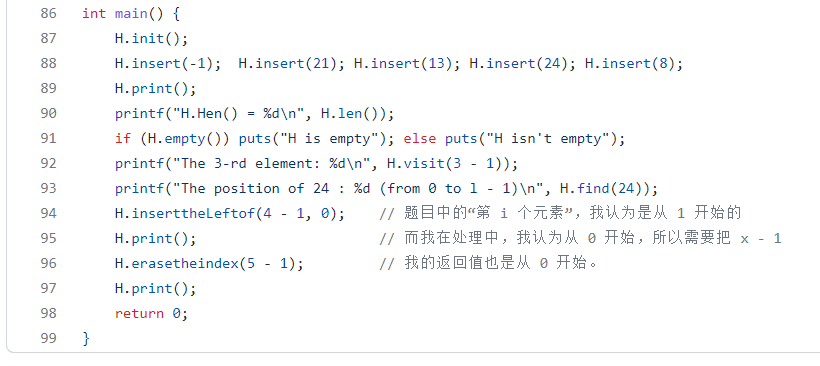 86 int main() {
87 H.init();
88 H.insert(-1);  H.insert(21); H.insert(13); H.insert(24); H.insert(8);
89 H.print();
90 printf("H.Hen() = %d\n", H.len());
91 if (H.empty()) puts("H is empty"); else puts("H isn't empty");
92 printf("The 3-rd element: %d\n", H.visit(3 - 1));
93 printf("The position of 24 : %d (from 0 to l - 1)\n", H.find(24));
94 H.inserttheLeftof(4 - 1, 0);    // 题目中的“第 i 个元素”，我认为是从 1 开始的
95 H.print();                      // 而我在处理中，我认为从 0 开始，所以需要把 x - 1
96 H.erasetheindex(5 - 1);         // 我的返回值也是从 0 开始。
97 H.print();
98 return 0;
99 }